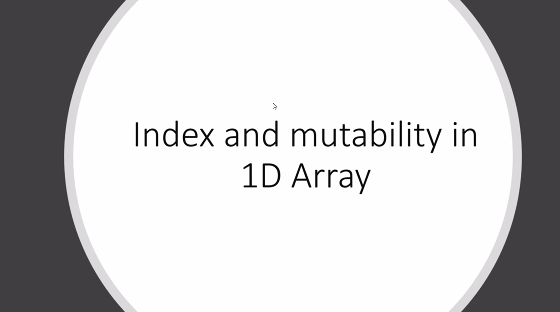 Index and mutability in
1D Array